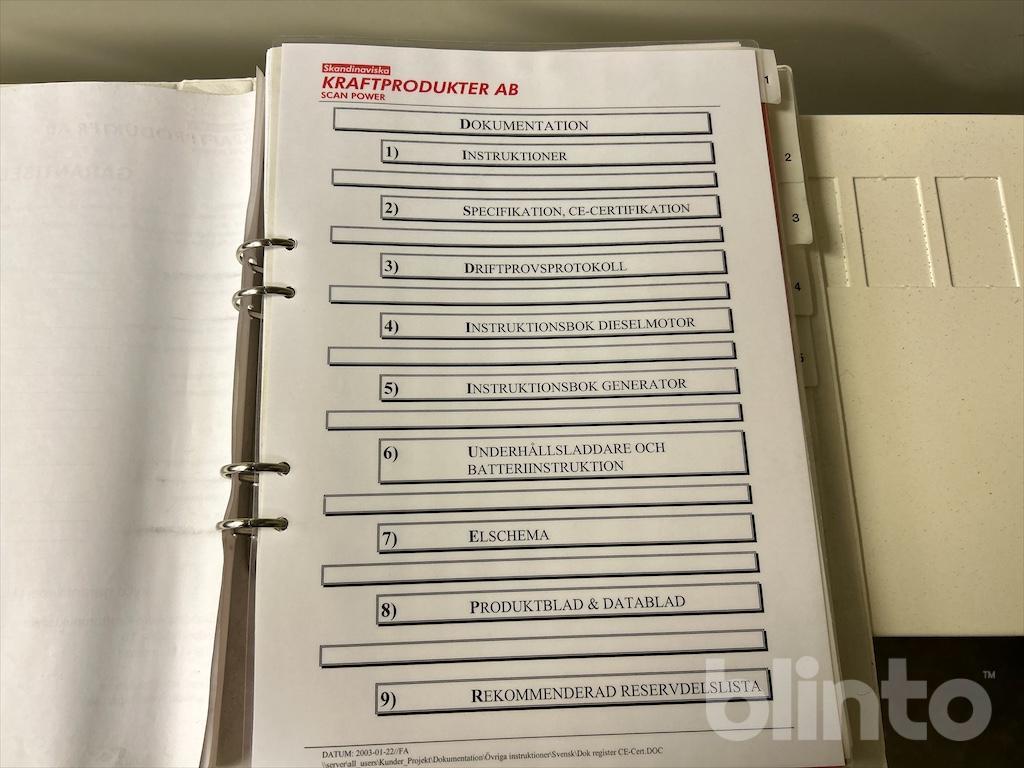 Skandinaviska
KRAFTPRODUKTER AB
SCAN POWER
DOKUMENTATION
1) INSTRUKTIONER
2) SPECIFIKATION, CE-CERTIFIKATION
3) DRIFTPROVSPROTOKOLL
4) INSTRUKTIONSBOK DIESELMOTOR
5) INSTRUKTIONSBOK GENERATOR
6) UNDERHÅLLSLADDARE OCH
BATTERIINSTRUKTION
7) ELSCHEMA
8) PRODUKTBLAD & DATABLAD
9) REKOMMENDERAD RESERVDELSLISTA
DATUM: 2003-01-22//FA
\\server\all_users\Kunder_Projekt\Dokumentation\Övriga instruktioner\Svensk\Dok register CE-Cert.DOC
1
2
3
4
5
blinto™